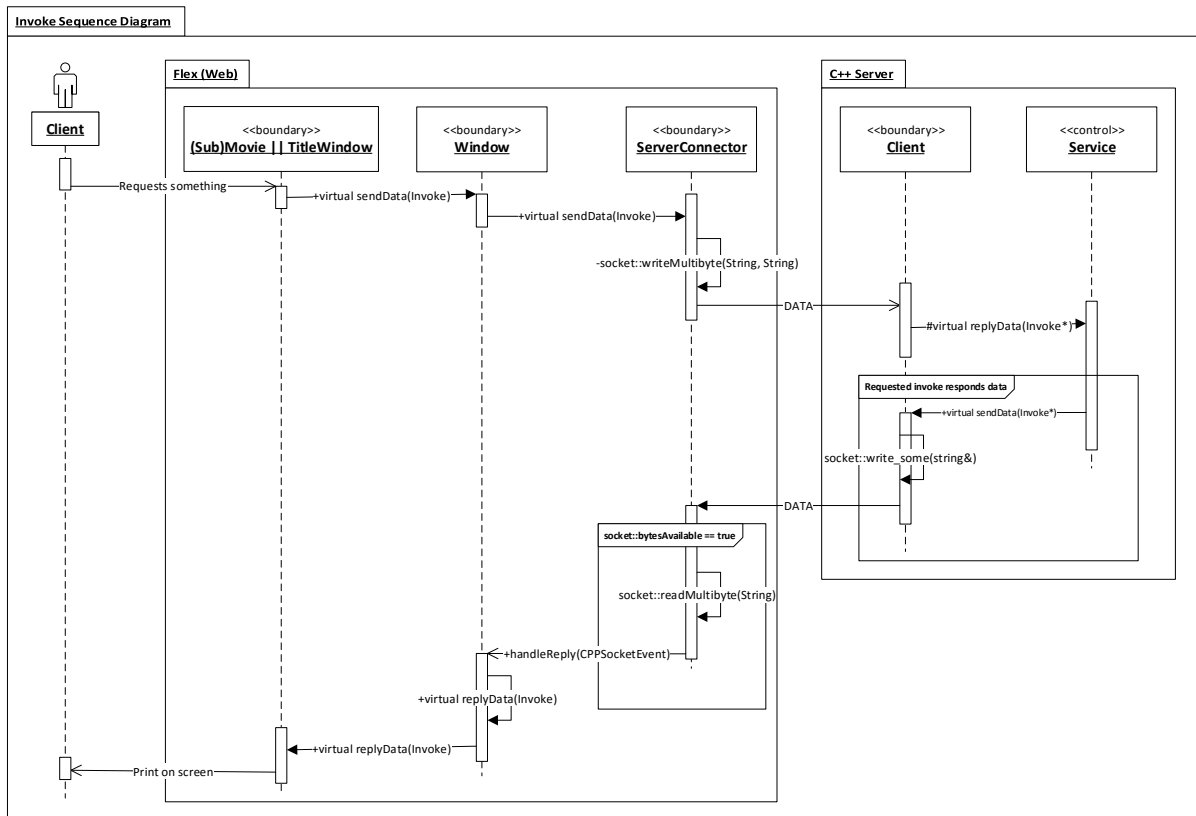 Invoke Sequence Diagram
Flex (Web)
C++ Server
Client
<<boundary>>
(Sub)Movie || TitleWindow
<<boundary>>
Window
<<boundary>>
ServerConnector
<<boundary>>
Client
<<control>>
Service
Requests something
+virtual sendData(Invoke)
+virtual sendData(Invoke)
-socket::writeMultibyte(String, String)
DATA
#virtual replyData(Invoke*)
Requested invoke responds data
+virtual sendData(Invoke*)
socket::write_some(string&)
DATA
socket::bytesAvailable == true
socket::readMultibyte(String)
+handleReply(CPPSocketEvent)
+virtual replyData(Invoke)
+virtual replyData(Invoke)
Print on screen